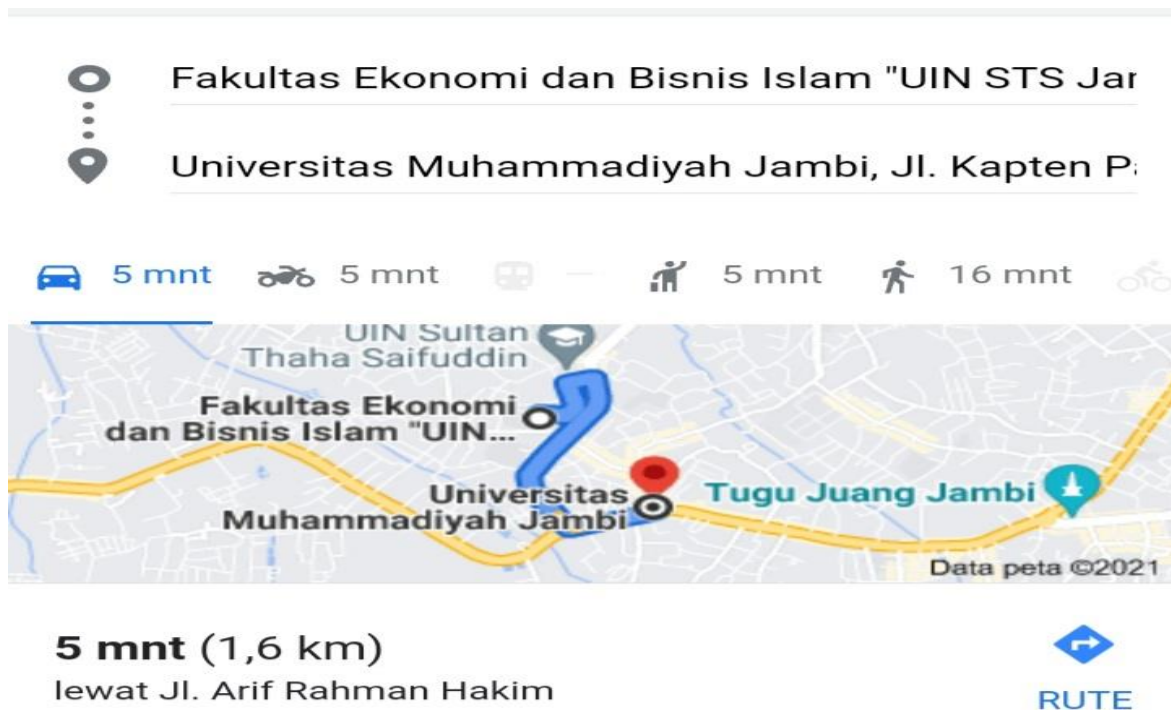 Fakultas Ekonomi dan Bisnis Islam "UIN STS Jar
Universitas Muhammadiyah Jambi, Jl. Kapten
5 mnt 5 mnt — 5 mnt 16 mnt
UIN Sultan
Thaha Saifuddin
Fakultas Ekonomi
dan Bisnis Islam "UIN...
Universitas
Muhammadiyah Jambi
Tugu Juang Jambi
Data peta ©2021
5 mnt (1,6 km)
lewat Jl. Arif Rahman Hakim
RUTE